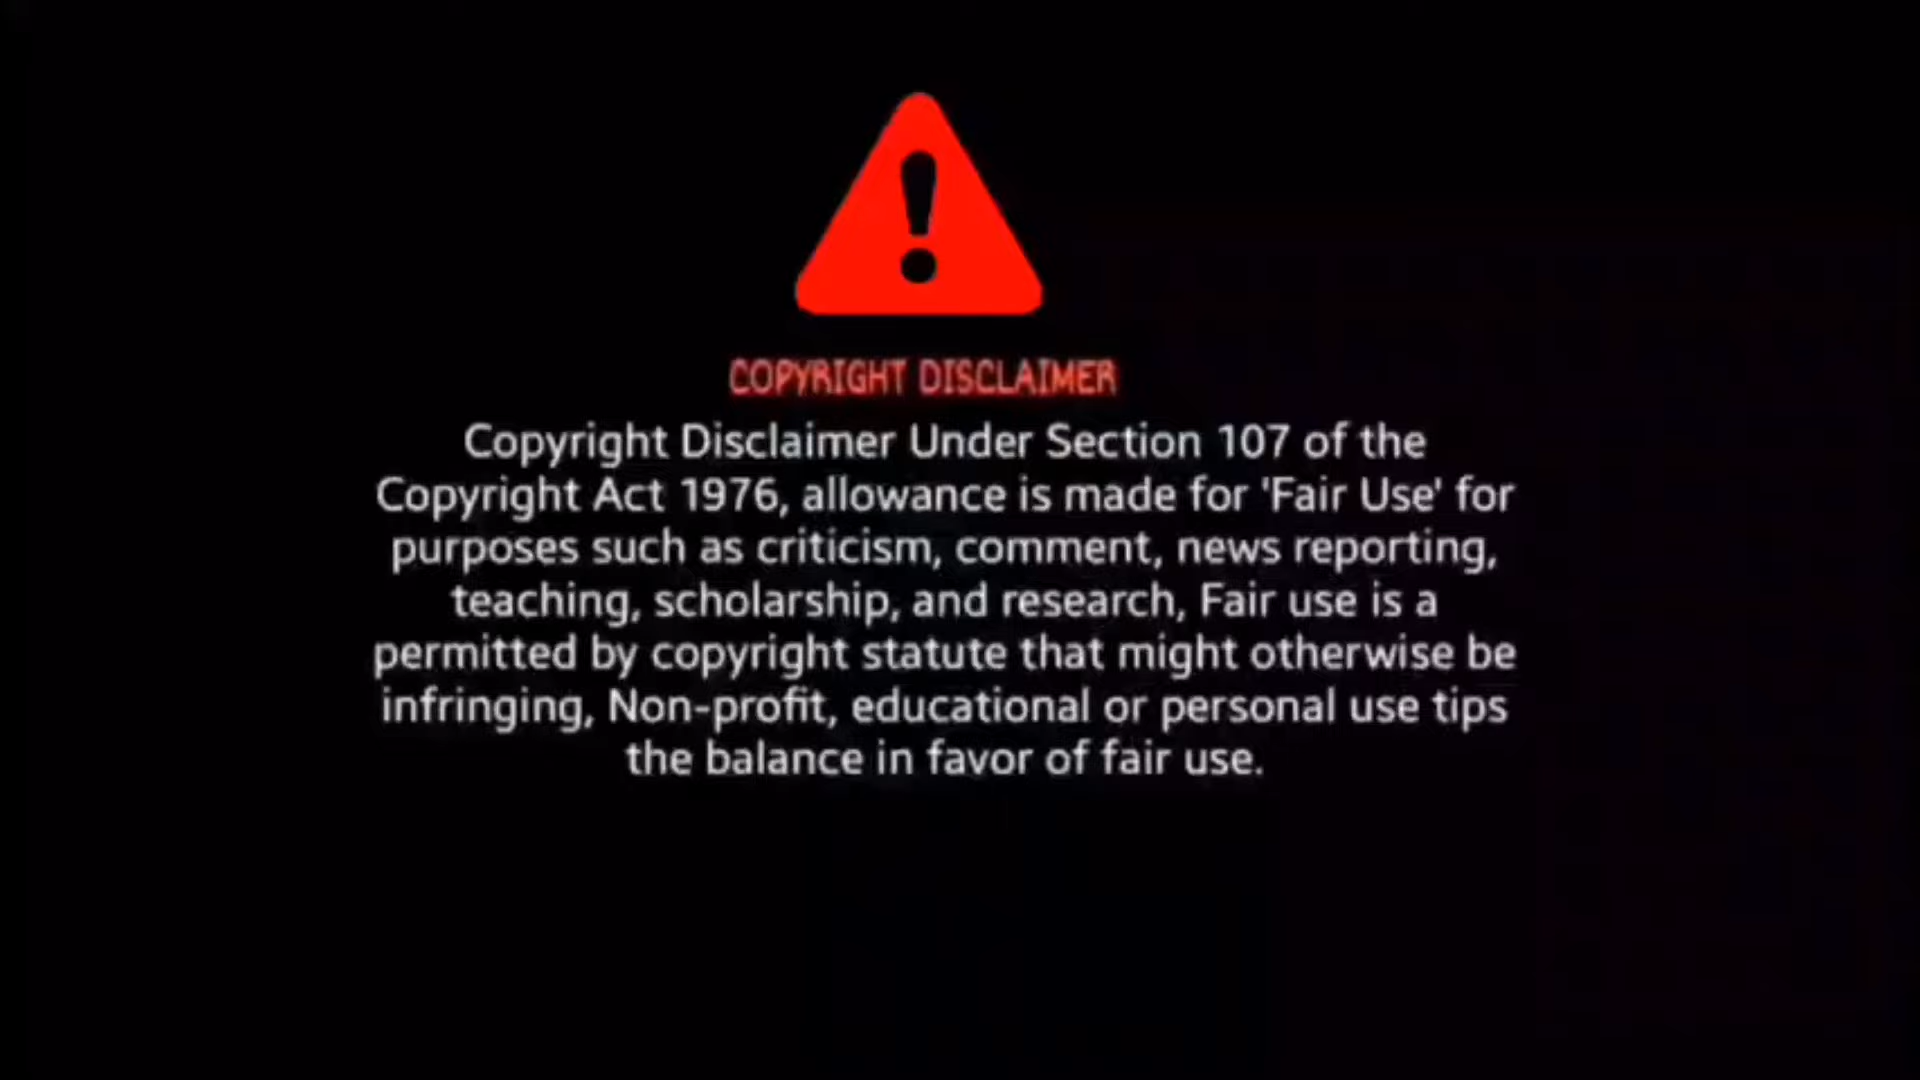 COPYRIGHT DISCLAIMER
Copyright Disclaimer Under Section 107 of the
Copyright Act 1976, allowance is made for 'Fair Use' for
purposes such as criticism, comment, news reporting,
teaching, scholarship, and research, Fair use is a
permitted by copyright statute that might otherwise be
infringing, Non-profit, educational or personal use tips
the balance in favor of fair use.